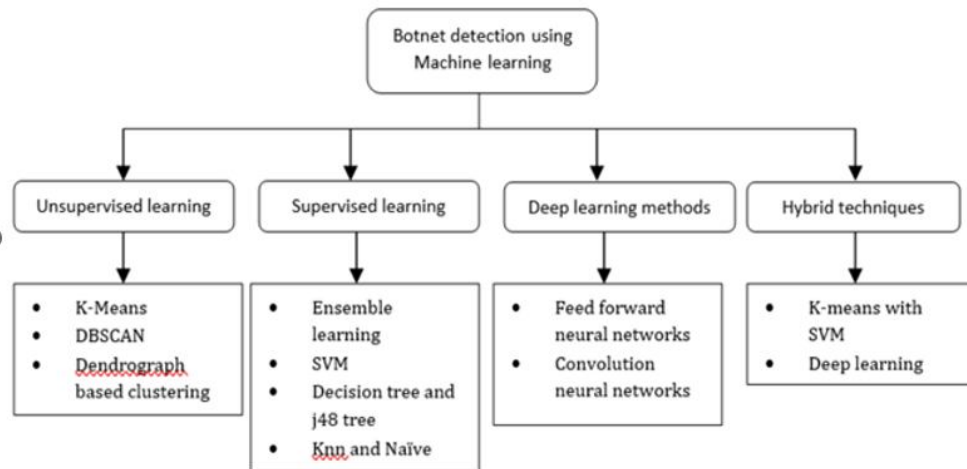 Botnet detection using
Machine learning
Unsupervised learning
Supervised learning
Deep learning methods
Hybrid techniques
• K-Means
• DBSCAN
• Dendrograph
based clustering
• Ensemble
learning
• SVM
• Decision tree and
j48 tree
• Knn and Naïve
• Feed forward
neural networks
• Convolution
neural networks
• K-means with
SVM
• Deep learning